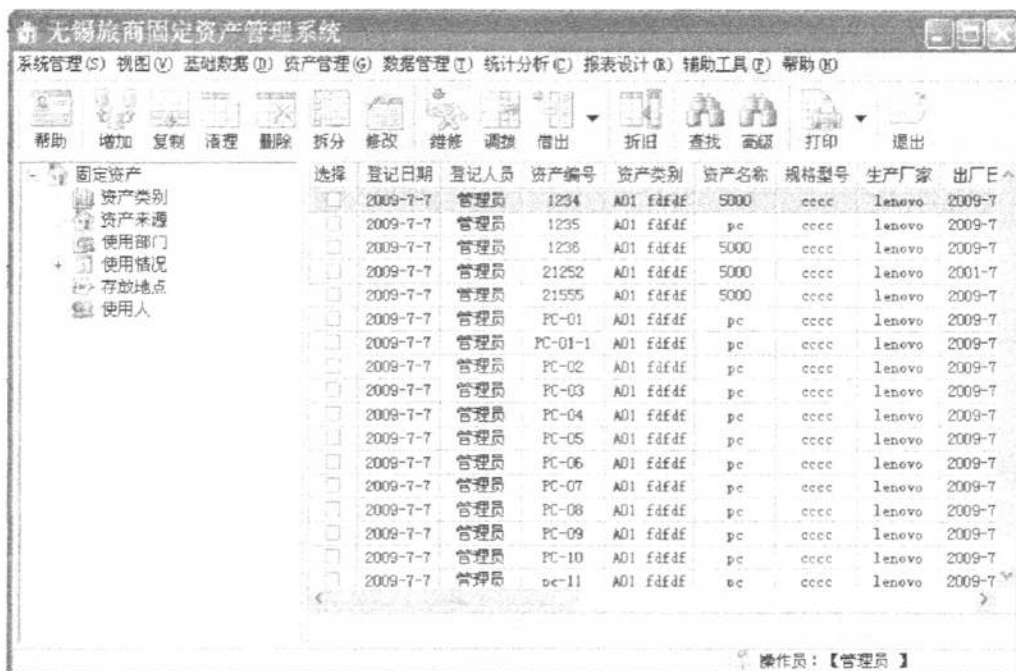 无锡旅商固定资产管理系统
系统管理(S) 视图(V) 基础数据(D) 资产管理(G) 数据管理(T) 统计分析(C) 报表设计(R) 辅助工具(F) 帮助(H)
帮助 增加 复制 清理 删除 拆分 修改 维修 调拨 借出 折旧 查找 高级 打印 退出
固定资产
资产类别
资产来源
使用部门
使用情况
存放地点
使用人
选择 登记日期 登记人员 资产编号 资产类别 资产名称 规格型号 生产厂家 出厂日
2009-7-7 管理员 1234 A01 fdfdf 5000 cccc lenovo 2009-7
2009-7-7 管理员 1235 A01 fdfdf pc cccc lenovo 2009-7
2009-7-7 管理员 1236 A01 fdfdf 5000 cccc lenovo 2009-7
2009-7-7 管理员 21252 A01 fdfdf 5000 cccc lenovo 2001-7
2009-7-7 管理员 21555 A01 fdfdf 5000 cccc lenovo 2009-7
2009-7-7 管理员 PC-01 A01 fdfdf pc cccc lenovo 2009-7
2009-7-7 管理员 PC-01-1 A01 fdfdf pc cccc lenovo 2009-7
2009-7-7 管理员 PC-02 A01 fdfdf pc cccc lenovo 2009-7
2009-7-7 管理员 PC-03 A01 fdfdf pc cccc lenovo 2009-7
2009-7-7 管理员 PC-04 A01 fdfdf pc cccc lenovo 2009-7
2009-7-7 管理员 PC-05 A01 fdfdf pc cccc lenovo 2009-7
2009-7-7 管理员 PC-06 A01 fdfdf pc cccc lenovo 2009-7
2009-7-7 管理员 PC-07 A01 fdfdf pc cccc lenovo 2009-7
2009-7-7 管理员 PC-08 A01 fdfdf pc cccc lenovo 2009-7
2009-7-7 管理员 PC-09 A01 fdfdf pc cccc lenovo 2009-7
2009-7-7 管理员 PC-10 A01 fdfdf pc cccc lenovo 2009-7
2009-7-7 管理员 pc-11 A01 fdfdf pc cccc lenovo 2009-7
操作员：【管理员 】